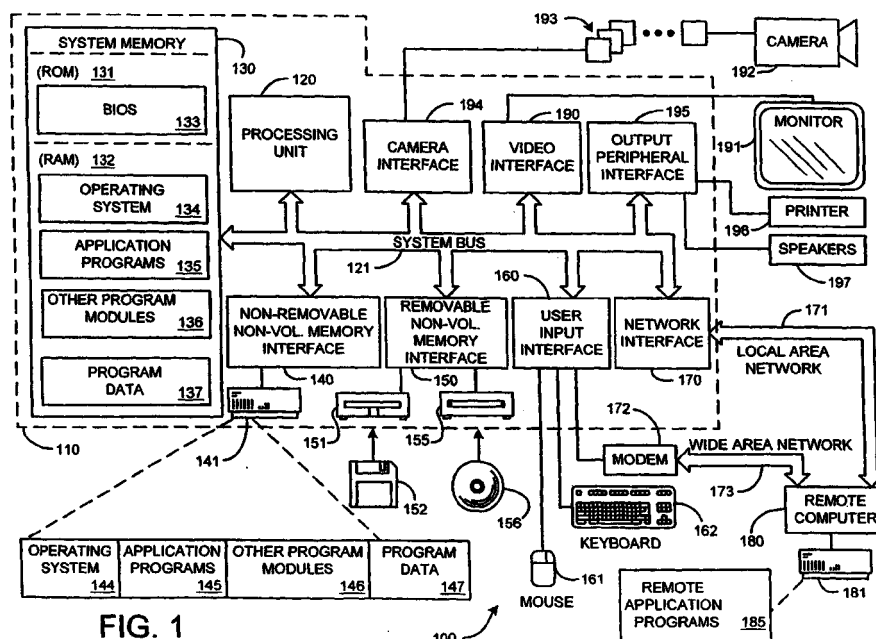 SYSTEM MEMORY
130
(ROM) 131
BIOS
133
(RAM) 132
OPERATING
SYSTEM 134
APPLICATION
PROGRAMS 135
OTHER PROGRAM
MODULES 136
PROGRAM
DATA 137
120
PROCESSING
UNIT
194
CAMERA
INTERFACE
190
VIDEO
INTERFACE
195
OUTPUT
PERIPHERAL
INTERFACE
193
CAMERA
192
MONITOR
191
PRINTER
196
SPEAKERS
197
SYSTEM BUS
121
NON-REMOVABLE
NON-VOL. MEMORY
INTERFACE
140
REMOVABLE
NON-VOL.
MEMORY
INTERFACE
150
160
USER
INPUT
INTERFACE
NETWORK
INTERFACE
170
171
LOCAL AREA
NETWORK
110
141
151
152
155
156
172
MODEM
WIDE AREA NETWORK
173
KEYBOARD
162
MOUSE
161
REMOTE
COMPUTER
180
181
OPERATING
SYSTEM 144
APPLICATION
PROGRAMS 145
OTHER PROGRAM
MODULES 146
PROGRAM
DATA 147
REMOTE
APPLICATION
PROGRAMS 185
FIG. 1
100